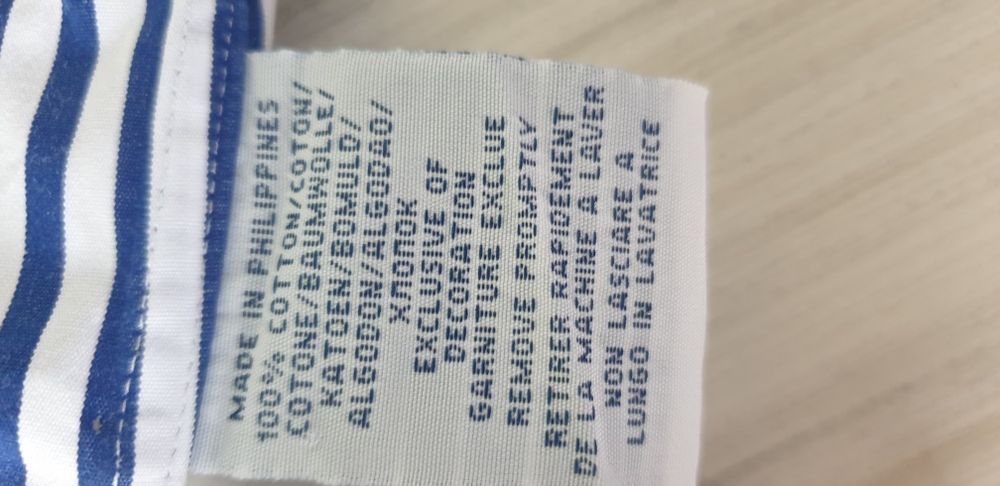 MADE IN PHILIPPINES
100% COTTON/COTON/
COTONE/BAUMWOLLE/
KATOEN/BOMULD/
ALGODON/ALGODAO/
ХЛОПОК
EXCLUSIVE OF
DECORATION
GARNITURE EXCLUE
REMOVE PROMPTLY
RETIRER RAPIDEMENT
DE LA MACHINE A LAVER
NON LASCIARE A
LUNGO IN LAVATRICE